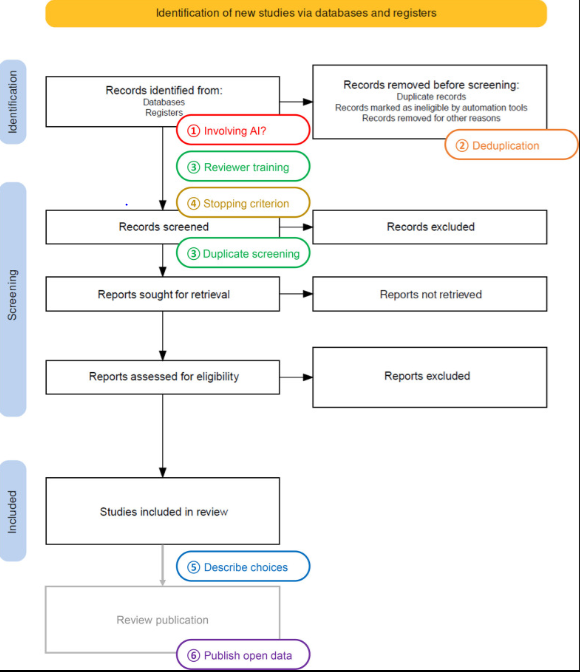 Identification of new studies via databases and registers
Identification
Records identified from:
Databases
Registers
Records removed before screening:
Duplicate records
Records marked as ineligible by automation tools
Records removed for other reasons
① Involving AI?
② Deduplication
③ Reviewer training
④ Stopping criterion
Screening
Records screened
Records excluded
③ Duplicate screening
Reports sought for retrieval
Reports not retrieved
Reports assessed for eligibility
Reports excluded
Included
Studies included in review
⑤ Describe choices
Review publication
⑥ Publish open data